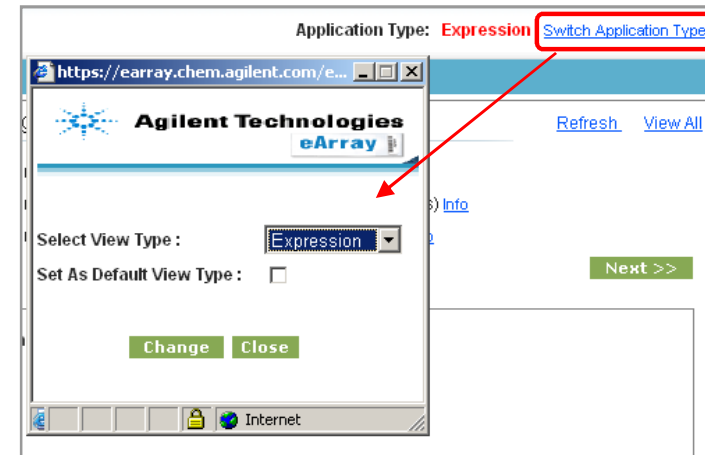 Application Type: Expression Switch Application Type
https://earray.chem.agilent.com/e...
Agilent Technologies
eArray
Refresh View All
s) Info
Select View Type : Expression
Set As Default View Type :
Next >>
Change Close
Internet